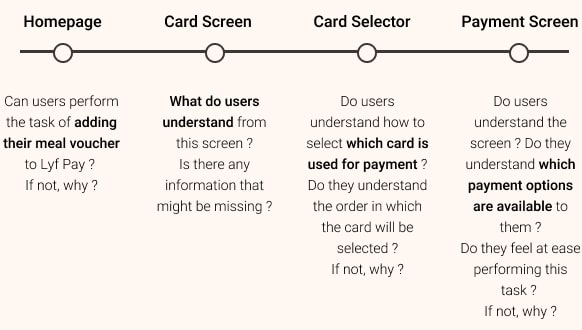 Homepage
Card Screen
Card Selector
Payment Screen
Can users perform
the task of adding
their meal voucher
to Lyf Pay ?
If not, why ?
What do users
understand from
this screen ?
Is there any
information that
might be missing ?
Do users
understand how to
select which card is
used for payment ?
Do they understand
the order in which
the card will be
selected ?
If not, why ?
Do users
understand the
screen ? Do they
understand which
payment options
are available to
them ?
Do they feel at ease
performing this
task ?
If not, why ?